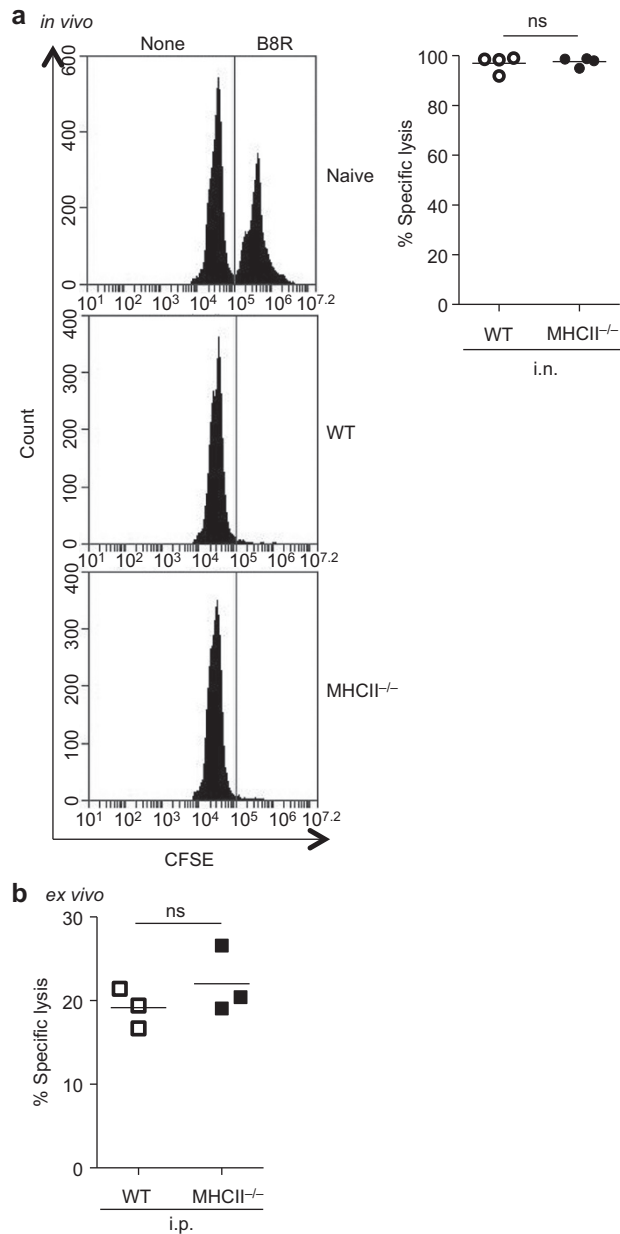 a in vivo
None B8R
600
400
200
0
10¹ 10² 10³ 10⁴ 10⁵ 10⁶ 10⁷·²
Naive
400
300
200
100
0
10¹ 10² 10³ 10⁴ 10⁵ 10⁶ 10⁷·²
WT
400
300
200
100
0
10¹ 10² 10³ 10⁴ 10⁵ 10⁶ 10⁷·²
MHCII⁻/⁻
Count
CFSE
ns
100
80
60
40
20
0
% Specific lysis
WT MHCII⁻/⁻
i.n.
b ex vivo
ns
30
20
10
0
% Specific lysis
WT MHCII⁻/⁻
i.p.